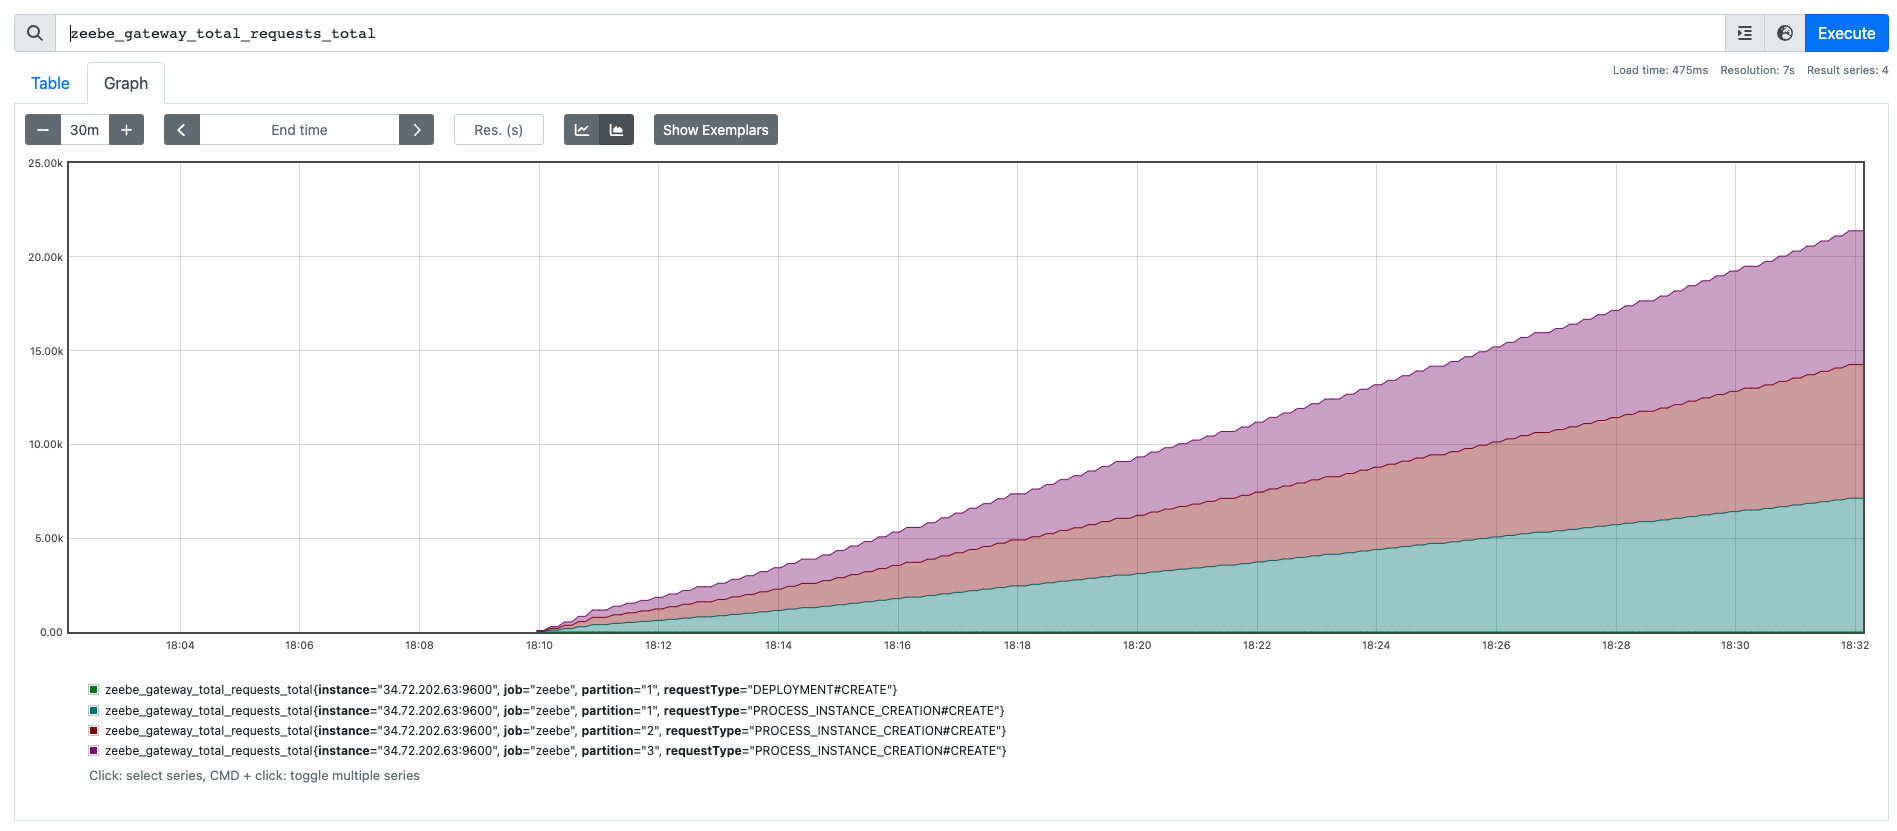 zeebe_gateway_total_requests_total
Execute
Table
Graph
Load time: 475ms Resolution: 7s Result series: 4
30m
End time
Res. (s)
Show Exemplars
25.00k
20.00k
15.00k
10.00k
5.00k
0.00
18:04 18:06 18:08 18:10 18:12 18:14 18:16 18:18 18:20 18:22 18:24 18:26 18:28 18:30 18:32
zeebe_gateway_total_requests_total{instance="34.72.202.63:9600", job="zeebe", partition="1", requestType="DEPLOYMENT#CREATE"}
zeebe_gateway_total_requests_total{instance="34.72.202.63:9600", job="zeebe", partition="1", requestType="PROCESS_INSTANCE_CREATION#CREATE"}
zeebe_gateway_total_requests_total{instance="34.72.202.63:9600", job="zeebe", partition="2", requestType="PROCESS_INSTANCE_CREATION#CREATE"}
zeebe_gateway_total_requests_total{instance="34.72.202.63:9600", job="zeebe", partition="3", requestType="PROCESS_INSTANCE_CREATION#CREATE"}
Click: select series, CMD + click: toggle multiple series